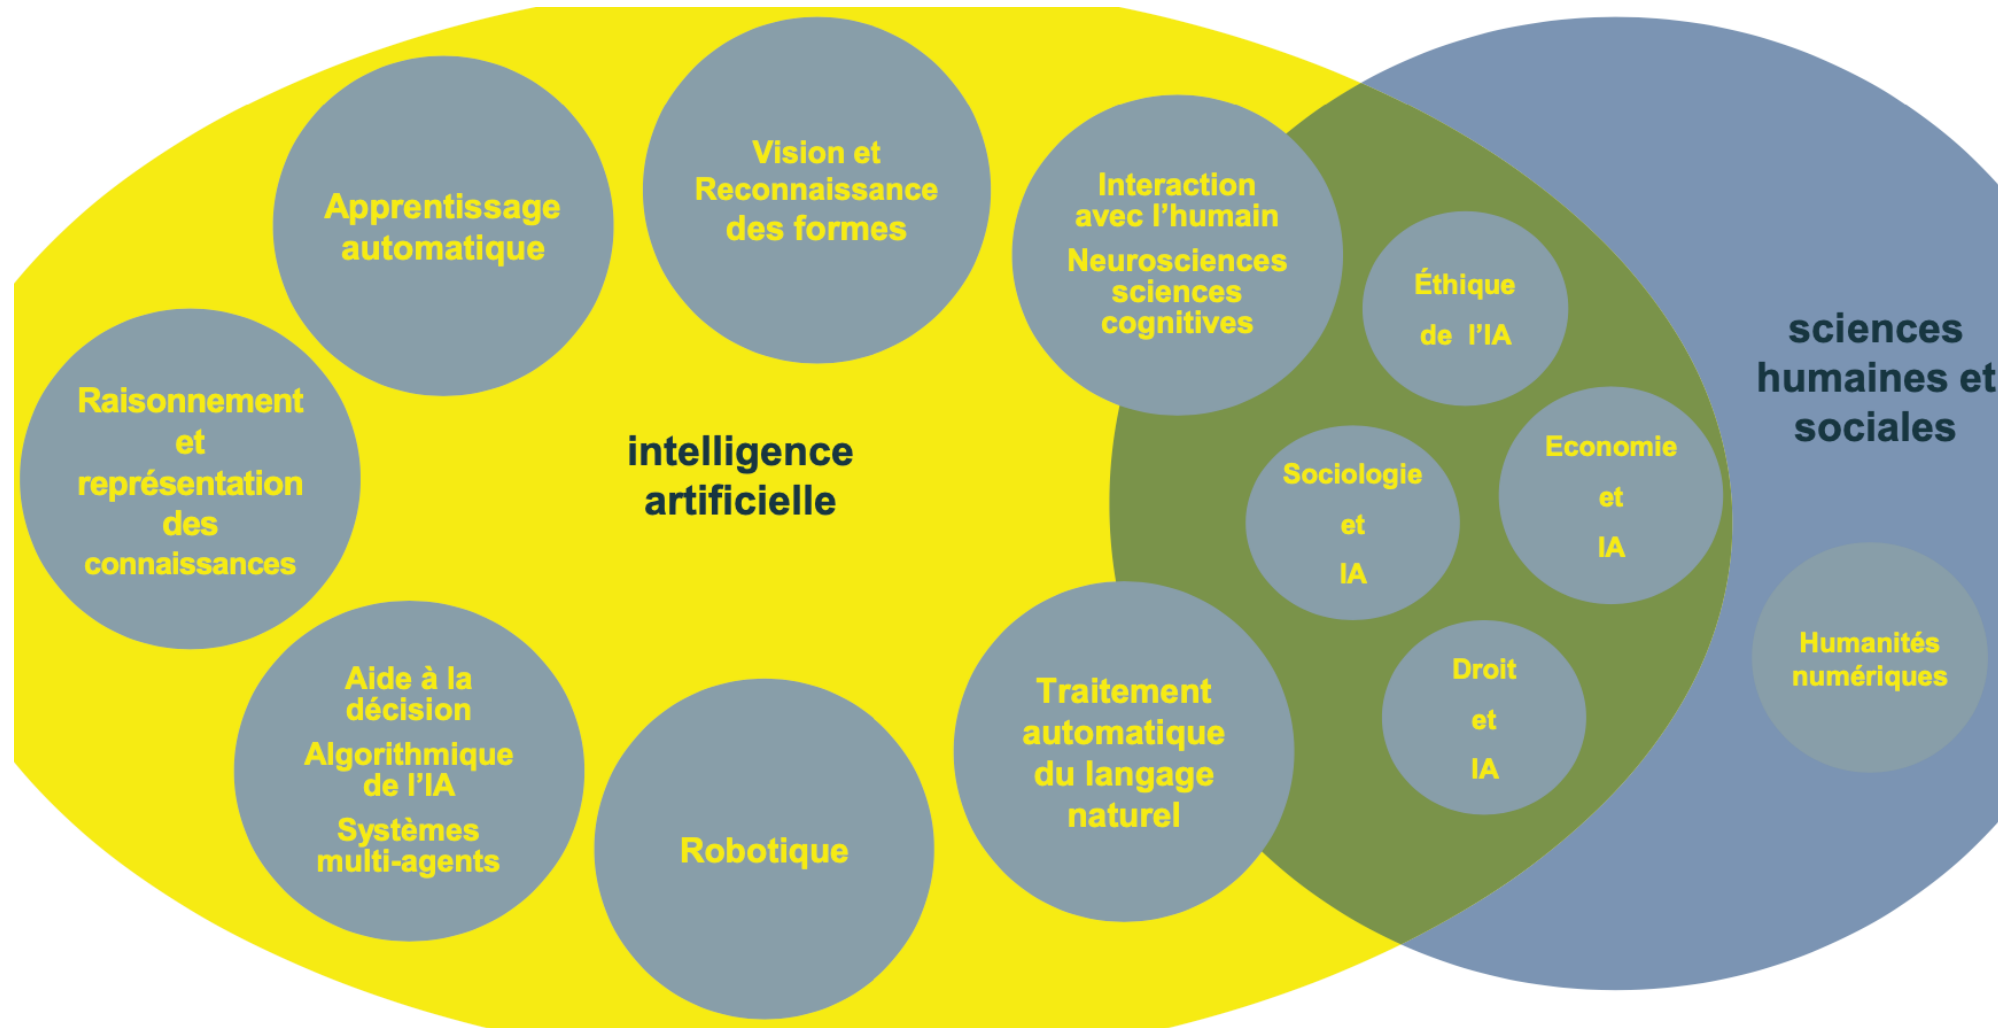 Apprentissage
automatique
Vision et
Reconnaissance
des formes
Interaction
avec l’humain
Neurosciences
sciences
cognitives
Éthique
de l’IA
sciences
humaines et
sociales
Raisonnement
et
représentation
des
connaissances
intelligence
artificielle
Sociologie
et
IA
Economie
et
IA
Humanités
numériques
Aide à la
décision
Algorithmique
de l’IA
Systèmes
multi-agents
Robotique
Traitement
automatique
du langage
naturel
Droit
et
IA